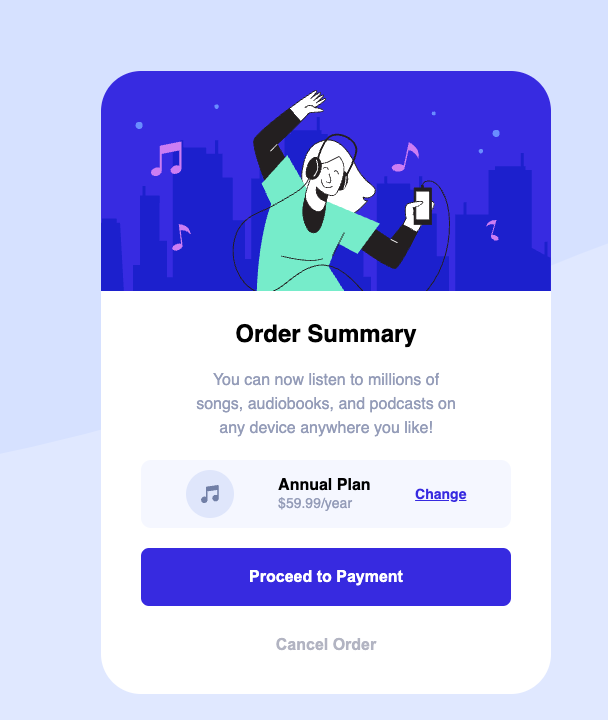 Order Summary
You can now listen to millions of
songs, audiobooks, and podcasts on
any device anywhere you like!
Annual Plan
$59.99/year
Change
Proceed to Payment
Cancel Order